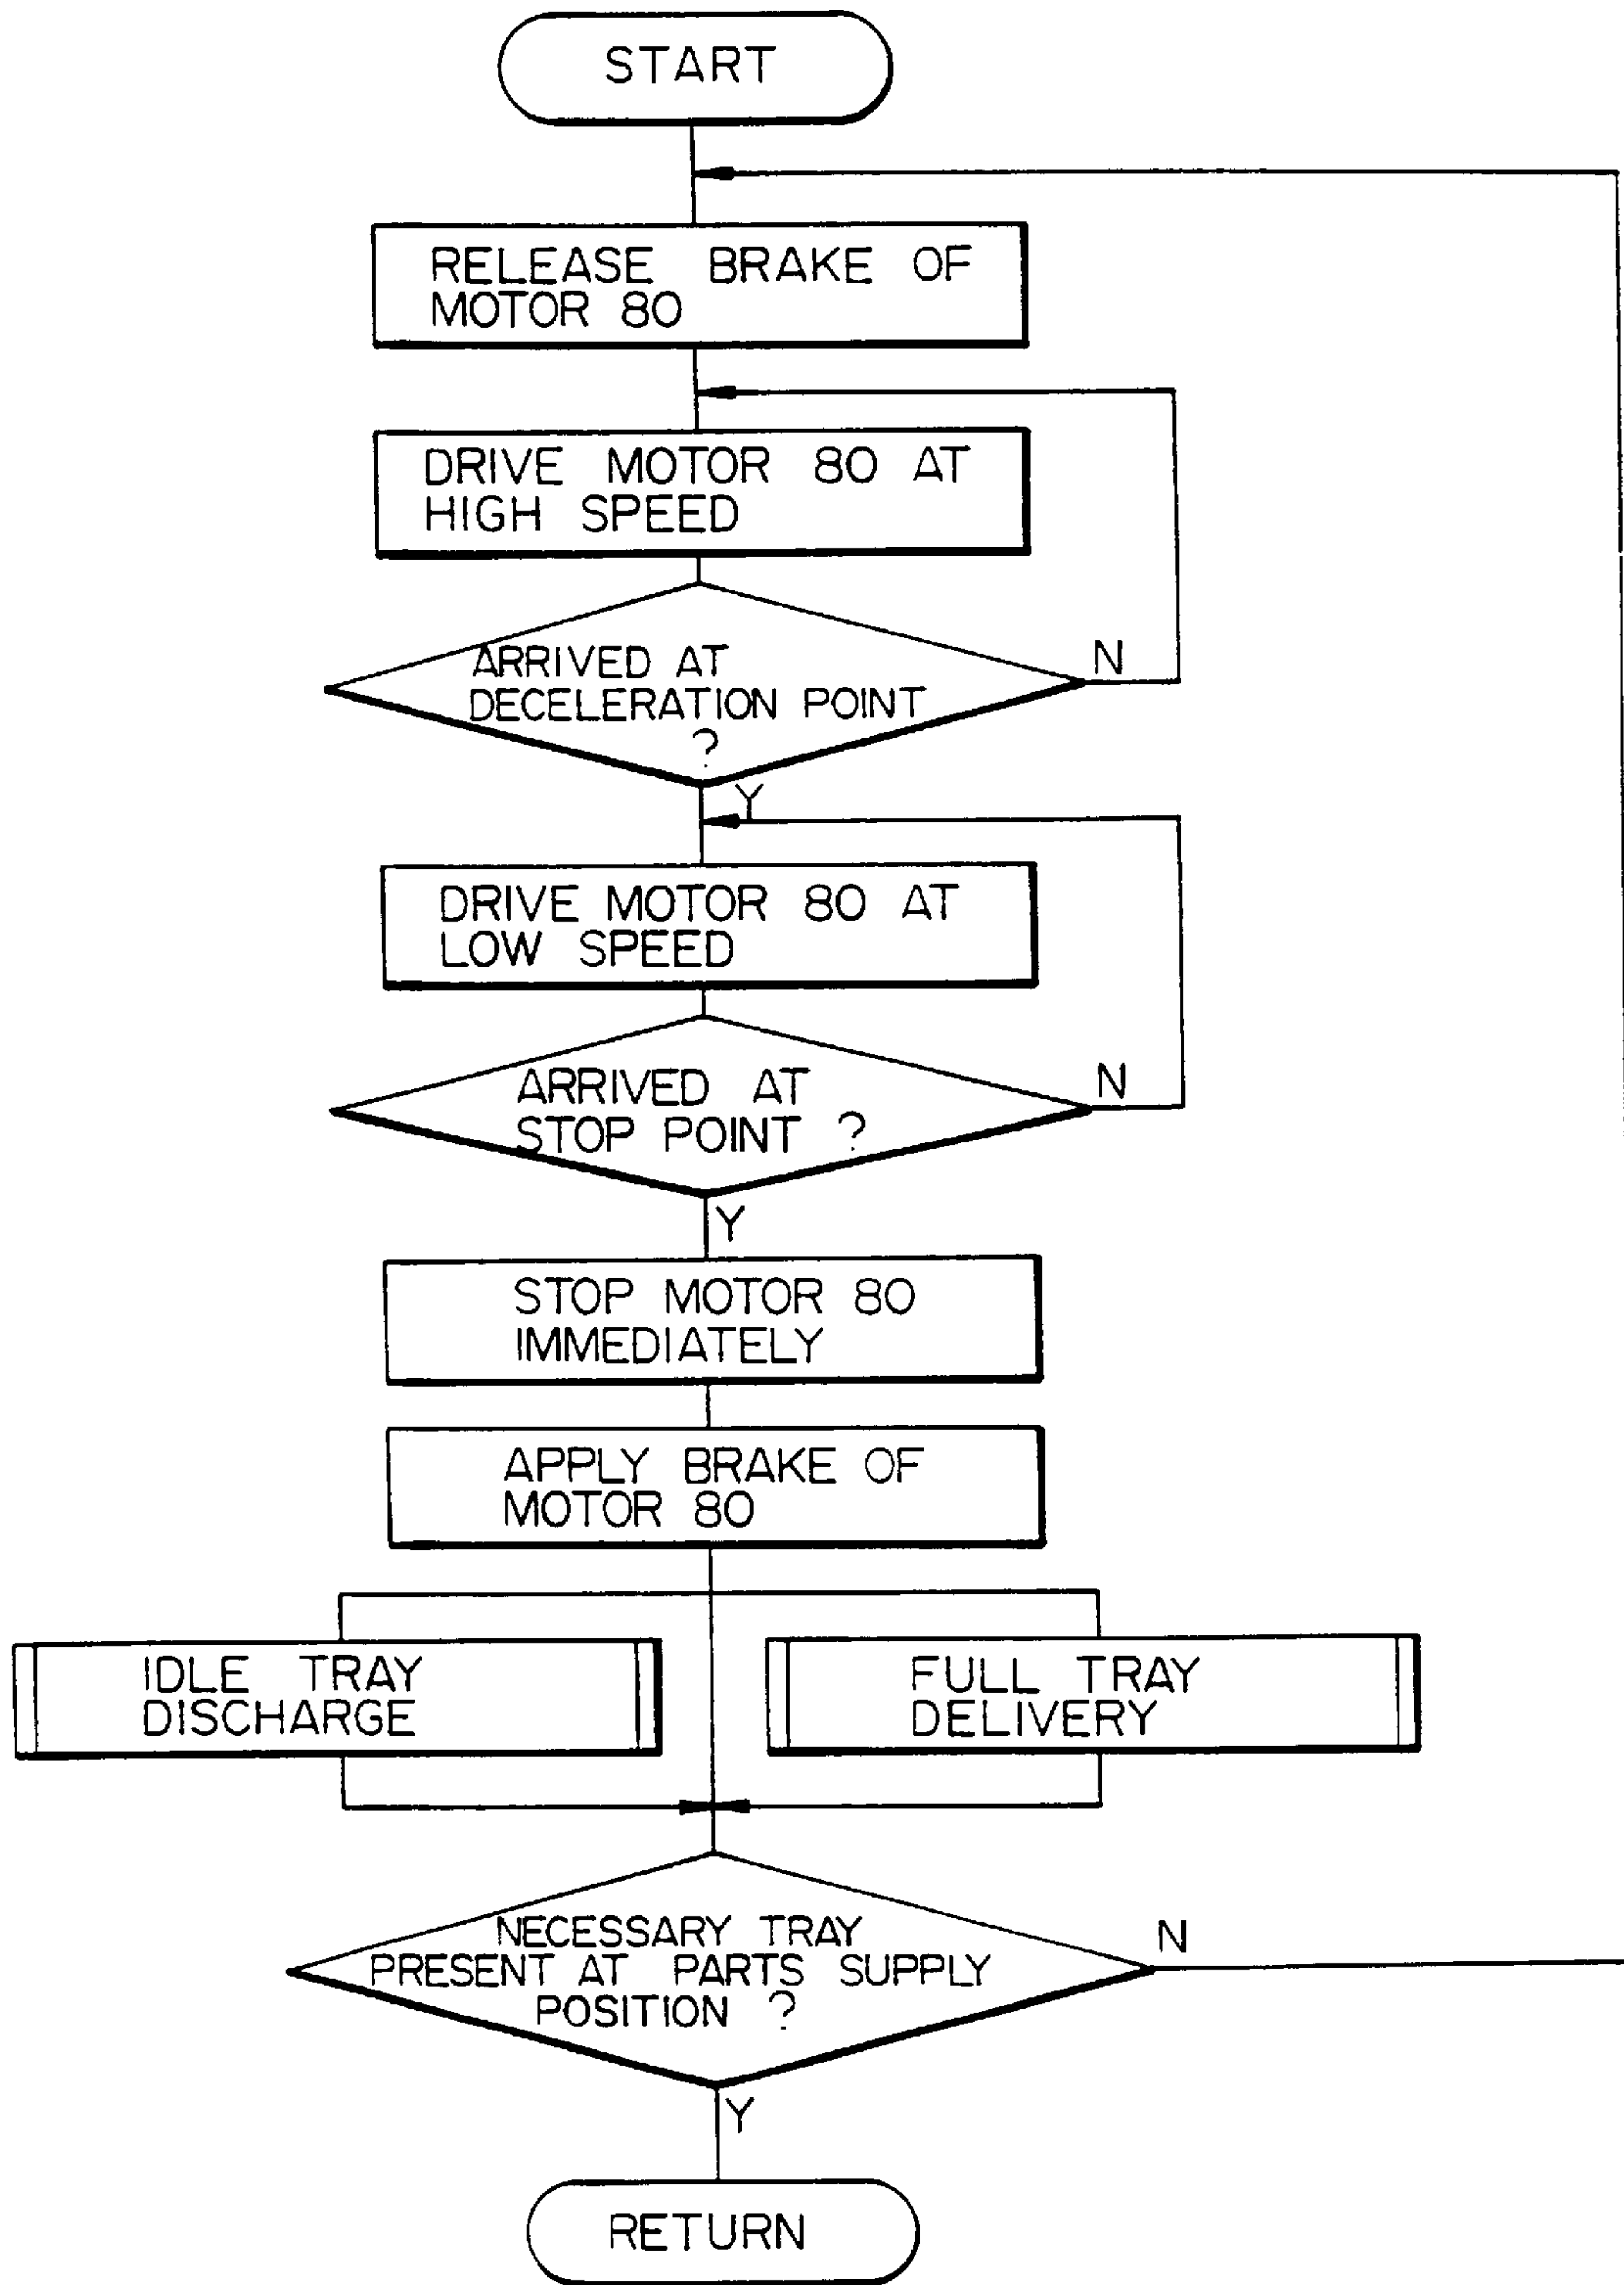 START
RELEASE BRAKE OF
MOTOR 80
DRIVE MOTOR 80 AT
HIGH SPEED
ARRIVED AT
DECELERATION POINT
?
N
Y
DRIVE MOTOR 80 AT
LOW SPEED
ARRIVED AT
STOP POINT ?
N
Y
STOP MOTOR 80
IMMEDIATELY
APPLY BRAKE OF
MOTOR 80
IDLE TRAY
DISCHARGE
FULL TRAY
DELIVERY
NECESSARY TRAY
PRESENT AT PARTS SUPPLY
POSITION ?
N
Y
RETURN